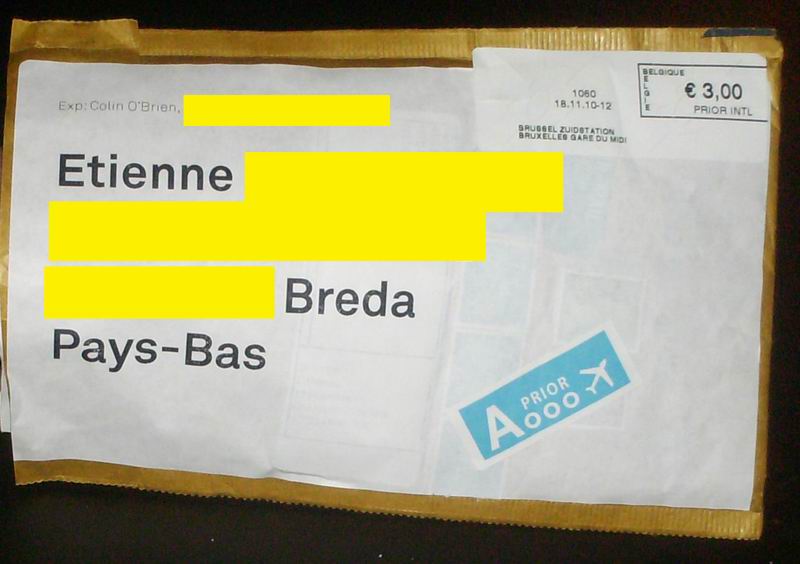 Exp: Colin O'Brien,
1060
18.11.10-12
BRUSSEL ZUIDSTATION
BRUXELLES GARE DU MIDI
BELGIQUE
BELGIE
€ 3,00
PRIOR INTL
Etienne
Breda
Pays-Bas
A PRIOR